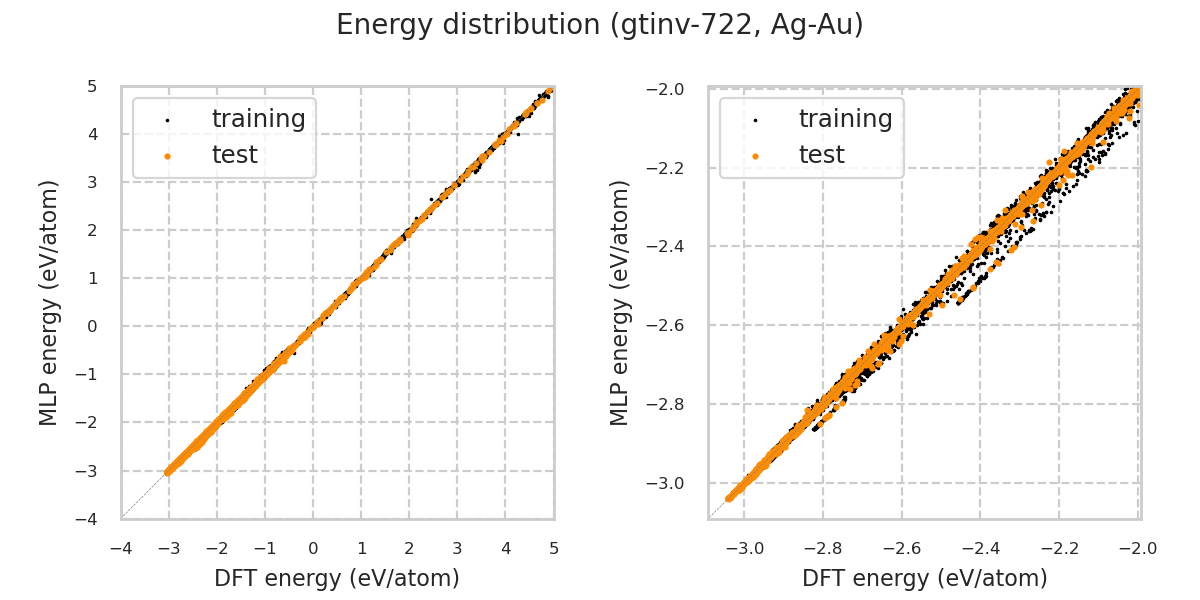 Energy distribution (gtinv-722, Ag-Au)
MLP energy (eV/atom)
5
4
3
2
1
0
−1
−2
−3
−4
training
test
−4 −3 −2 −1 0 1 2 3 4 5
DFT energy (eV/atom)
MLP energy (eV/atom)
−2.0
−2.2
−2.4
−2.6
−2.8
−3.0
training
test
−3.0 −2.8 −2.6 −2.4 −2.2 −2.0
DFT energy (eV/atom)